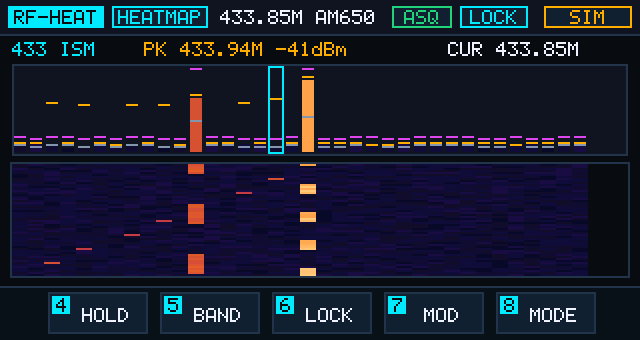 RF-HEAT HEATMAP 433.85M AM650 ASQ LOCK SIM
433 ISM PK 433.94M -41dBm CUR 433.85M
4 HOLD 5 BAND 6 LOCK 7 MOD 8 MODE